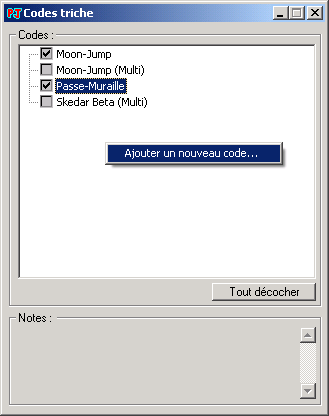 Codes triche
Codes :
Moon-Jump
Moon-Jump (Multi)
Passe-Muraille
Skedar Beta (Multi)
Ajouter un nouveau code...
Tout décocher
Notes :